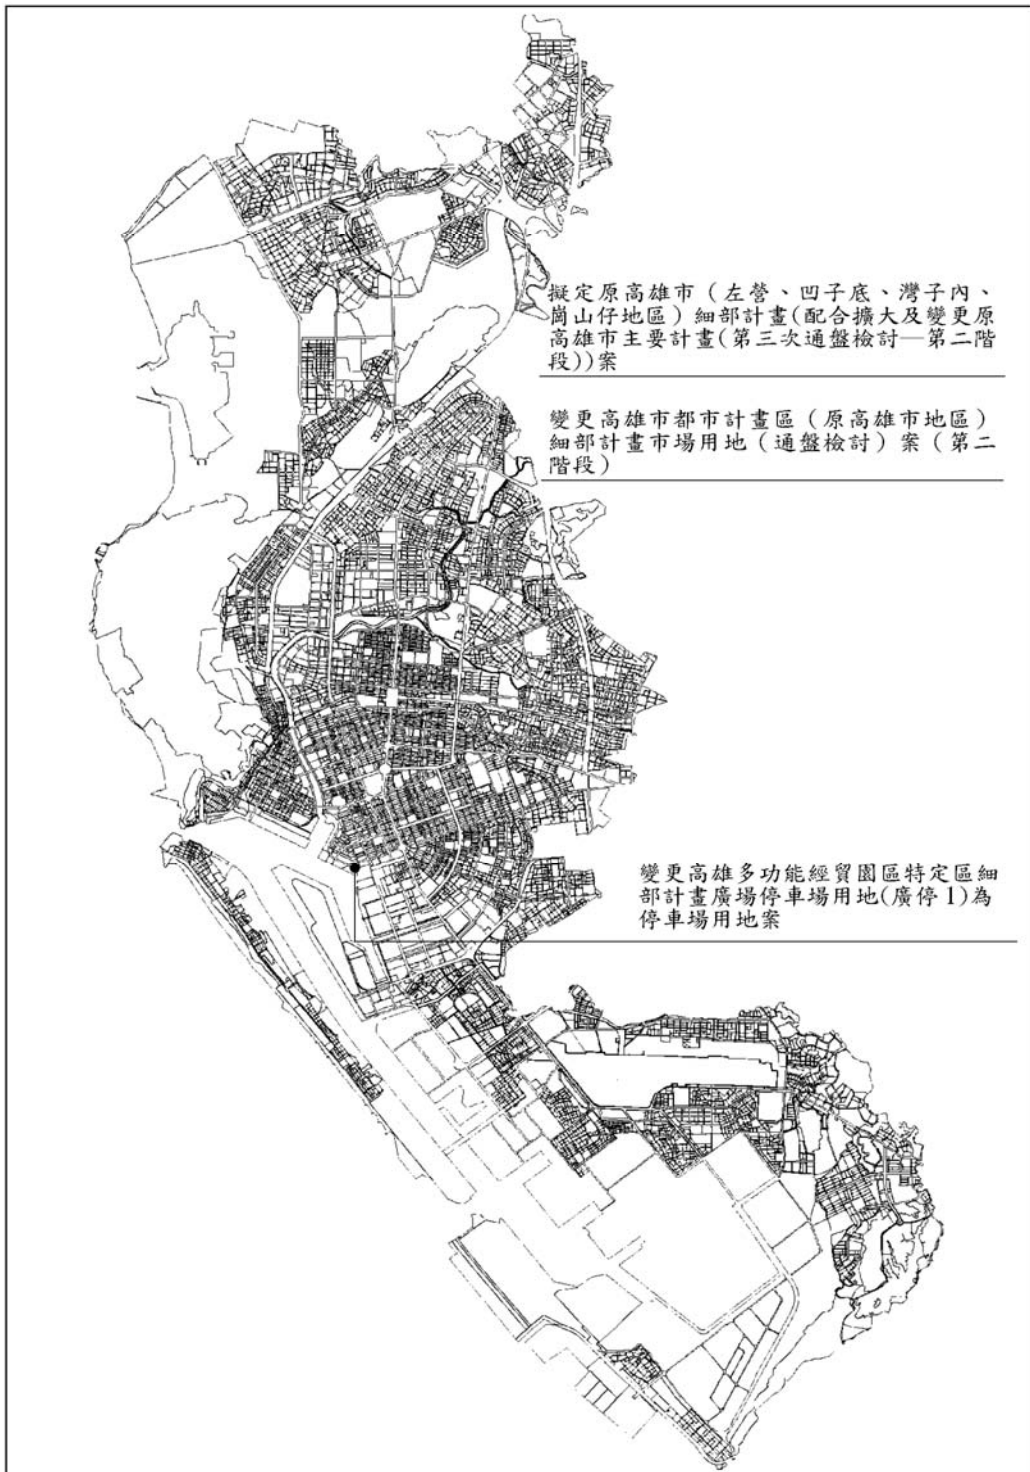 擬定原高雄市（左營、凹子底、灣子內、
崗山仔地區）細部計畫(配合擴大及變更原
高雄市主要計畫(第三次通盤檢討—第二階
段))案
變更高雄市都市計畫區（原高雄市地區）
細部計畫市場用地（通盤檢討）案（第二
階段）
變更高雄多功能經貿園區特定區細
部計畫廣場停車場用地(廣停1)為
停車場用地案